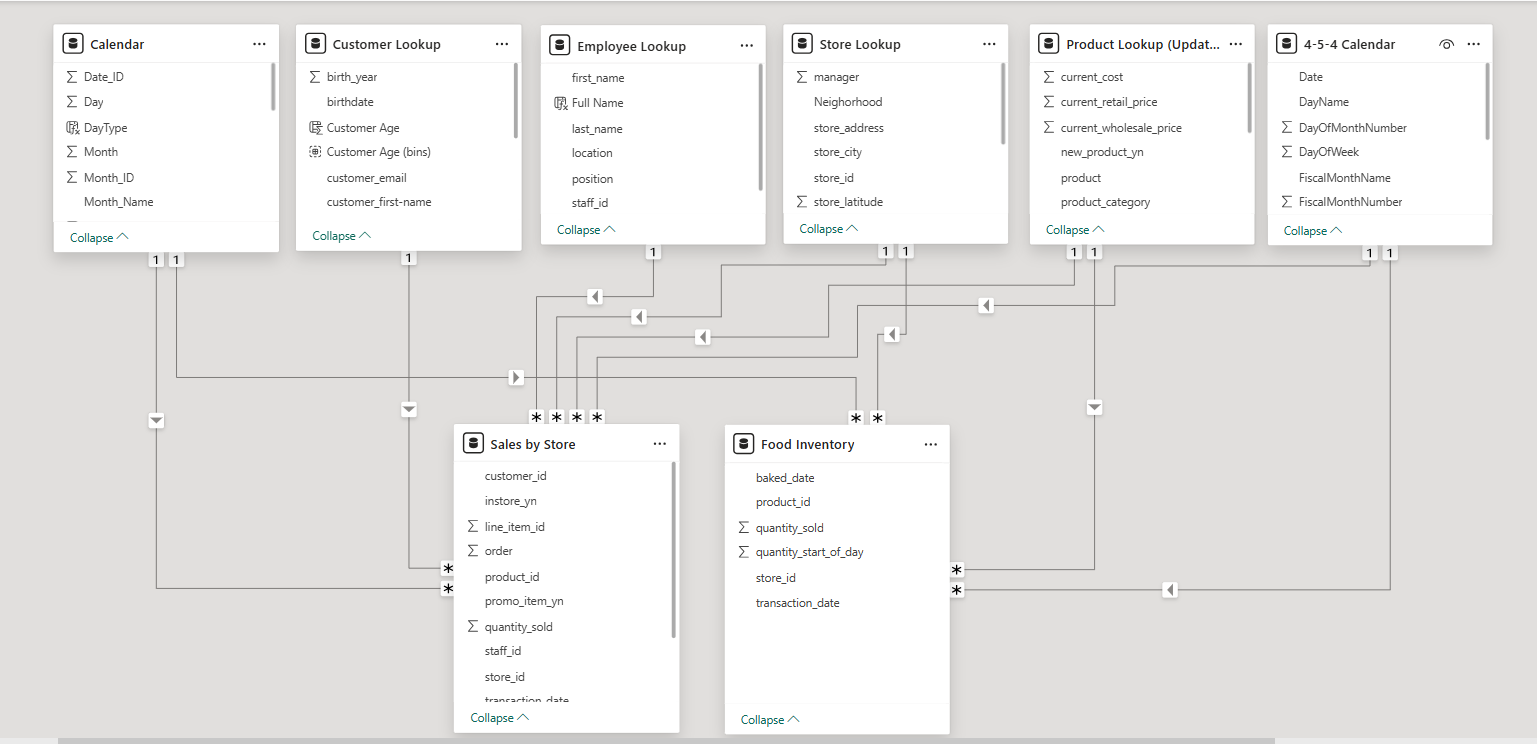 Calendar
Date_ID
Day
DayType
Month
Month_ID
Month_Name
Collapse
Customer Lookup
birth_year
birthdate
Customer Age
Customer Age (bins)
customer_email
customer_first-name
Collapse
Employee Lookup
first_name
Full Name
last_name
location
position
staff_id
Collapse
Store Lookup
manager
Neighorhood
store_address
store_city
store_id
store_latitude
Collapse
Product Lookup (Updat...
current_cost
current_retail_price
current_wholesale_price
new_product_yn
product
product_category
Collapse
4-5-4 Calendar
Date
DayName
DayOfMonthNumber
DayOfWeek
FiscalMonthName
FiscalMonthNumber
Collapse
1 1 1 1 1 1 1 1 1 1
* * * * * *
Sales by Store
customer_id
instore_yn
line_item_id
order
product_id
promo_item_yn
quantity_sold
staff_id
store_id
transaction_date
Collapse
* *
Food Inventory
baked_date
product_id
quantity_sold
quantity_start_of_day
store_id
transaction_date
Collapse
* *